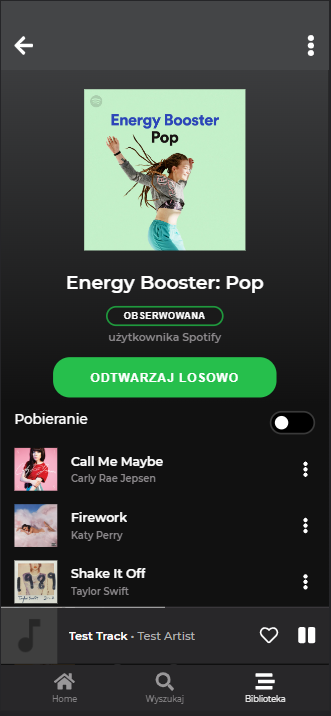 Energy Booster
Pop
Energy Booster: Pop
OBSERWOWANA
użytkownika Spotify
ODTWARZAJ LOSOWO
Pobieranie
Call Me Maybe
Carly Rae Jepsen
Firework
Katy Perry
Shake It Off
Taylor Swift
Test Track • Test Artist
Home
Wyszukaj
Biblioteka